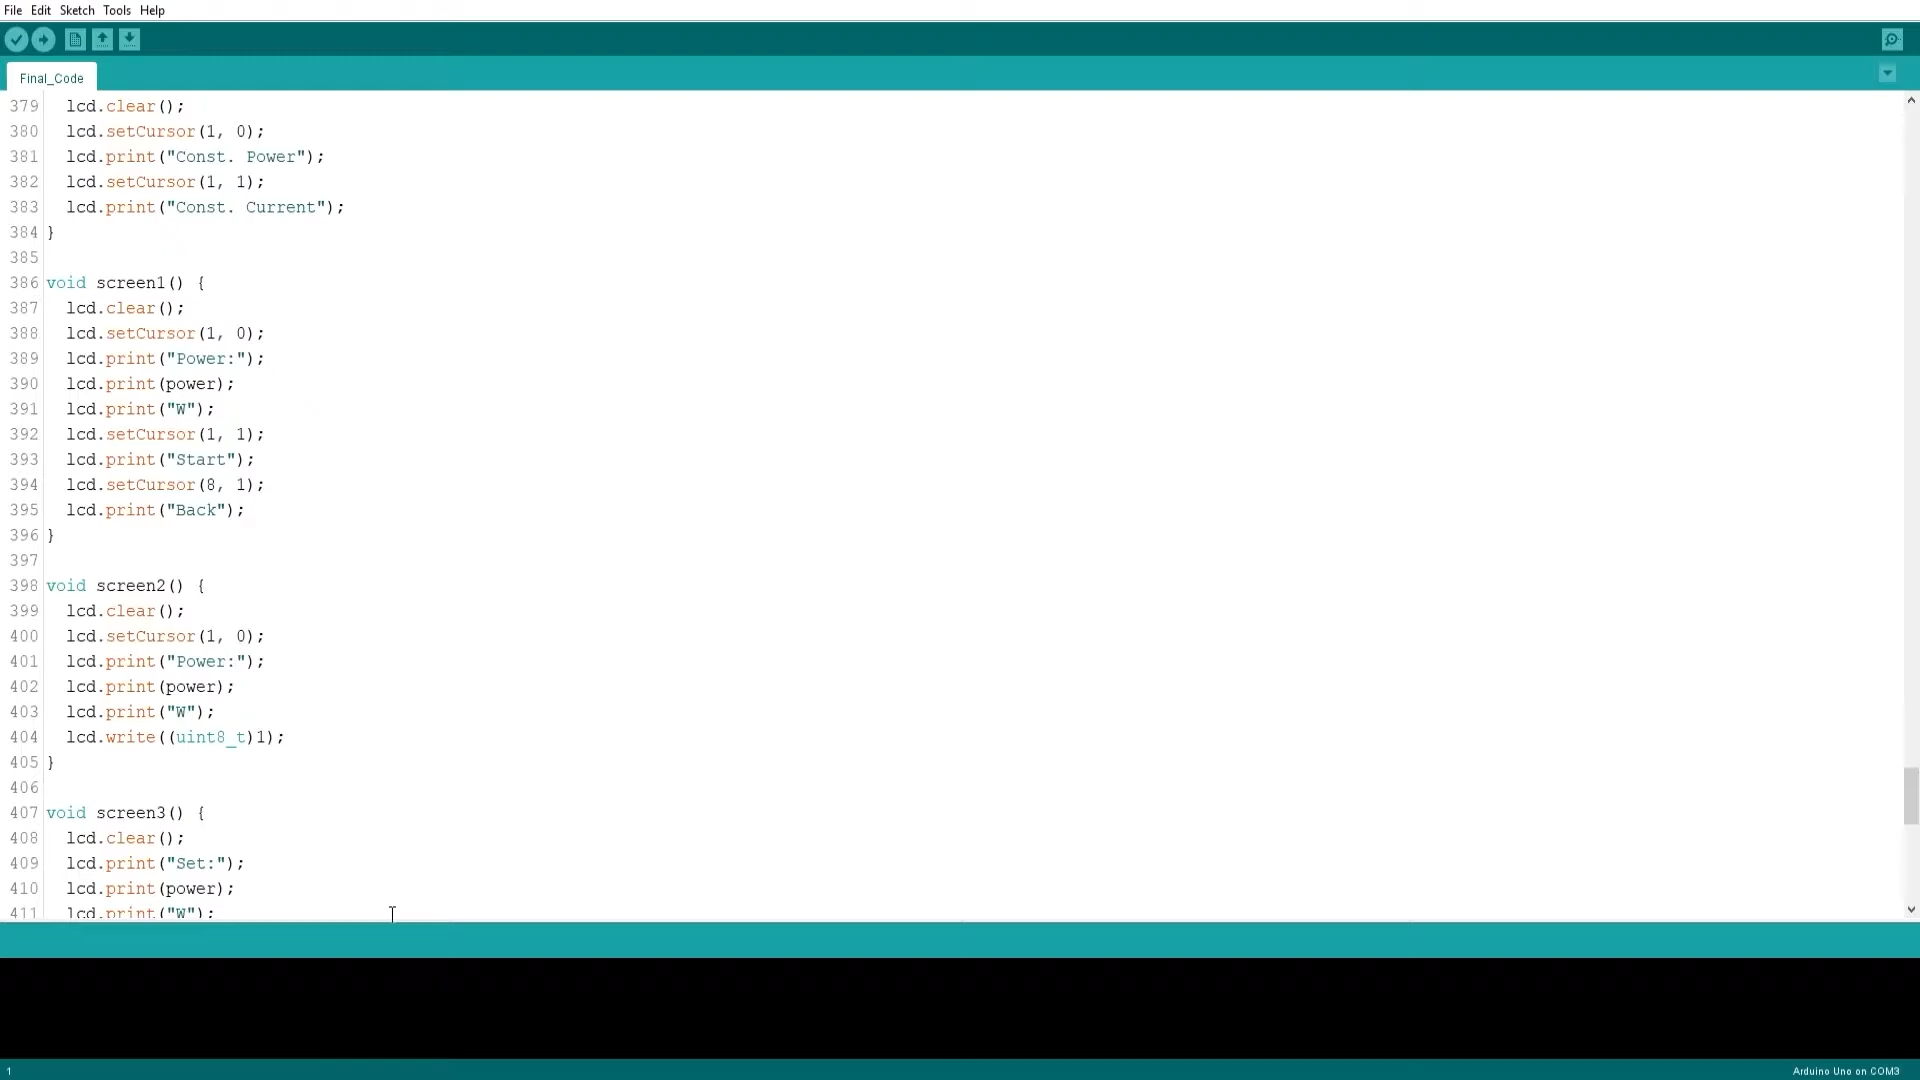 File Edit Sketch Tools Help
Final_Code
379 lcd.clear();
380 lcd.setCursor(1, 0);
381 lcd.print("Const. Power");
382 lcd.setCursor(1, 1);
383 lcd.print("Const. Current");
384 }
385
386 void screen1() {
387 lcd.clear();
388 lcd.setCursor(1, 0);
389 lcd.print("Power:");
390 lcd.print(power);
391 lcd.print("W");
392 lcd.setCursor(1, 1);
393 lcd.print("Start");
394 lcd.setCursor(8, 1);
395 lcd.print("Back");
396 }
397
398 void screen2() {
399 lcd.clear();
400 lcd.setCursor(1, 0);
401 lcd.print("Power:");
402 lcd.print(power);
403 lcd.print("W");
404 lcd.write((uint8_t)1);
405 }
406
407 void screen3() {
408 lcd.clear();
409 lcd.print("Set:");
410 lcd.print(power);
411 lcd.print("W");
1
Arduino Uno on COM3